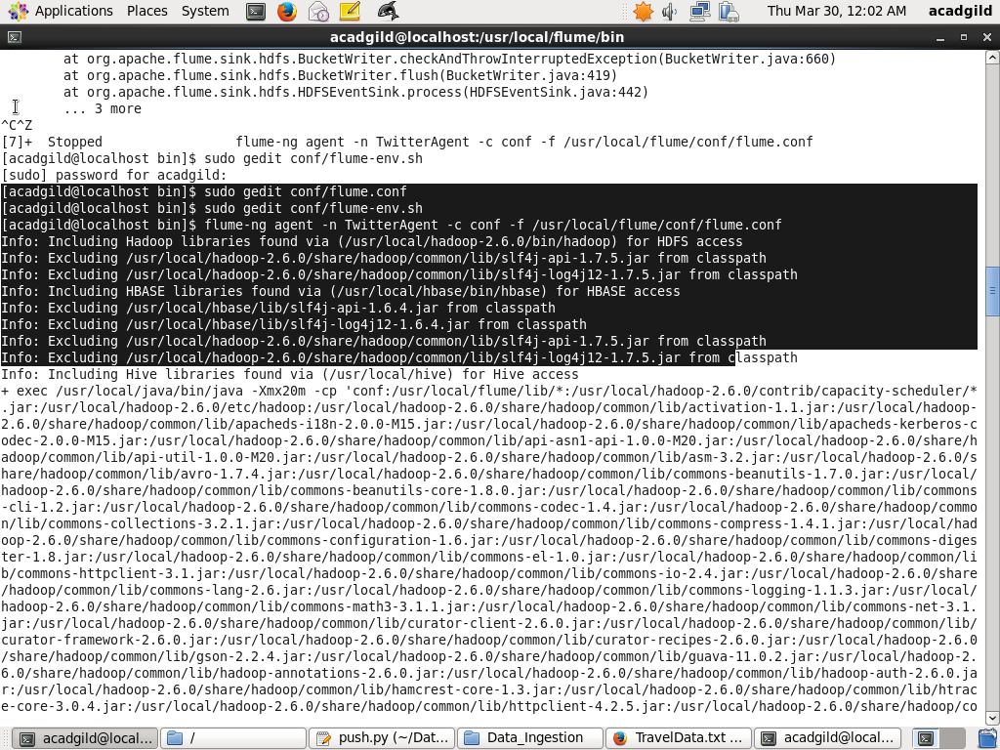 Applications Places System Thu Mar 30, 12:02 AM acadgild
acadgild@localhost:/usr/local/flume/bin
at org.apache.flume.sink.hdfs.BucketWriter.checkAndThrowInterruptedException(BucketWriter.java:660)
at org.apache.flume.sink.hdfs.BucketWriter.flush(BucketWriter.java:419)
at org.apache.flume.sink.hdfs.HDFSEventSink.process(HDFSEventSink.java:442)
... 3 more
^C^Z
[7]+  Stopped                 flume-ng agent -n TwitterAgent -c conf -f /usr/local/flume/conf/flume.conf
[acadgild@localhost bin]$ sudo gedit conf/flume-env.sh
[sudo] password for acadgild:
[acadgild@localhost bin]$ sudo gedit conf/flume.conf
[acadgild@localhost bin]$ sudo gedit conf/flume-env.sh
[acadgild@localhost bin]$ flume-ng agent -n TwitterAgent -c conf -f /usr/local/flume/conf/flume.conf
Info: Including Hadoop libraries found via (/usr/local/hadoop-2.6.0/bin/hadoop) for HDFS access
Info: Excluding /usr/local/hadoop-2.6.0/share/hadoop/common/lib/slf4j-api-1.7.5.jar from classpath
Info: Excluding /usr/local/hadoop-2.6.0/share/hadoop/common/lib/slf4j-log4j12-1.7.5.jar from classpath
Info: Including HBASE libraries found via (/usr/local/hbase/bin/hbase) for HBASE access
Info: Excluding /usr/local/hbase/lib/slf4j-api-1.6.4.jar from classpath
Info: Excluding /usr/local/hbase/lib/slf4j-log4j12-1.6.4.jar from classpath
Info: Excluding /usr/local/hadoop-2.6.0/share/hadoop/common/lib/slf4j-api-1.7.5.jar from classpath
Info: Excluding /usr/local/hadoop-2.6.0/share/hadoop/common/lib/slf4j-log4j12-1.7.5.jar from classpath
Info: Including Hive libraries found via (/usr/local/hive) for Hive access
+ exec /usr/local/java/bin/java -Xmx20m -cp 'conf:/usr/local/flume/lib/*:/usr/local/hadoop-2.6.0/contrib/capacity-scheduler/*
.jar:/usr/local/hadoop-2.6.0/etc/hadoop:/usr/local/hadoop-2.6.0/share/hadoop/common/lib/activation-1.1.jar:/usr/local/hadoop-
2.6.0/share/hadoop/common/lib/apacheds-i18n-2.0.0-M15.jar:/usr/local/hadoop-2.6.0/share/hadoop/common/lib/apacheds-kerberos-c
odec-2.0.0-M15.jar:/usr/local/hadoop-2.6.0/share/hadoop/common/lib/api-asn1-api-1.0.0-M20.jar:/usr/local/hadoop-2.6.0/share/h
adoop/common/lib/api-util-1.0.0-M20.jar:/usr/local/hadoop-2.6.0/share/hadoop/common/lib/asm-3.2.jar:/usr/local/hadoop-2.6.0/s
hare/hadoop/common/lib/avro-1.7.4.jar:/usr/local/hadoop-2.6.0/share/hadoop/common/lib/commons-beanutils-1.7.0.jar:/usr/local/
hadoop-2.6.0/share/hadoop/common/lib/commons-beanutils-core-1.8.0.jar:/usr/local/hadoop-2.6.0/share/hadoop/common/lib/commons
-cli-1.2.jar:/usr/local/hadoop-2.6.0/share/hadoop/common/lib/commons-codec-1.4.jar:/usr/local/hadoop-2.6.0/share/hadoop/commo
n/lib/commons-collections-3.2.1.jar:/usr/local/hadoop-2.6.0/share/hadoop/common/lib/commons-compress-1.4.1.jar:/usr/local/had
oop-2.6.0/share/hadoop/common/lib/commons-configuration-1.6.jar:/usr/local/hadoop-2.6.0/share/hadoop/common/lib/commons-diges
ter-1.8.jar:/usr/local/hadoop-2.6.0/share/hadoop/common/lib/commons-el-1.0.jar:/usr/local/hadoop-2.6.0/share/hadoop/common/li
b/commons-httpclient-3.1.jar:/usr/local/hadoop-2.6.0/share/hadoop/common/lib/commons-io-2.4.jar:/usr/local/hadoop-2.6.0/share
/hadoop/common/lib/commons-lang-2.6.jar:/usr/local/hadoop-2.6.0/share/hadoop/common/lib/commons-logging-1.1.3.jar:/usr/local/
hadoop-2.6.0/share/hadoop/common/lib/commons-math3-3.1.1.jar:/usr/local/hadoop-2.6.0/share/hadoop/common/lib/commons-net-3.1.
jar:/usr/local/hadoop-2.6.0/share/hadoop/common/lib/curator-client-2.6.0.jar:/usr/local/hadoop-2.6.0/share/hadoop/common/lib/
curator-framework-2.6.0.jar:/usr/local/hadoop-2.6.0/share/hadoop/common/lib/curator-recipes-2.6.0.jar:/usr/local/hadoop-2.6.0
/share/hadoop/common/lib/gson-2.2.4.jar:/usr/local/hadoop-2.6.0/share/hadoop/common/lib/guava-11.0.2.jar:/usr/local/hadoop-2.
6.0/share/hadoop/common/lib/hadoop-annotations-2.6.0.jar:/usr/local/hadoop-2.6.0/share/hadoop/common/lib/hadoop-auth-2.6.0.ja
r:/usr/local/hadoop-2.6.0/share/hadoop/common/lib/hamcrest-core-1.3.jar:/usr/local/hadoop-2.6.0/share/hadoop/common/lib/htrac
e-core-3.0.4.jar:/usr/local/hadoop-2.6.0/share/hadoop/common/lib/httpclient-4.2.5.jar:/usr/local/hadoop-2.6.0/share/hadoop/co
acadgild@local... / push.py (~/Dat... Data_Ingestion TravelData.txt ... acadgild@local...